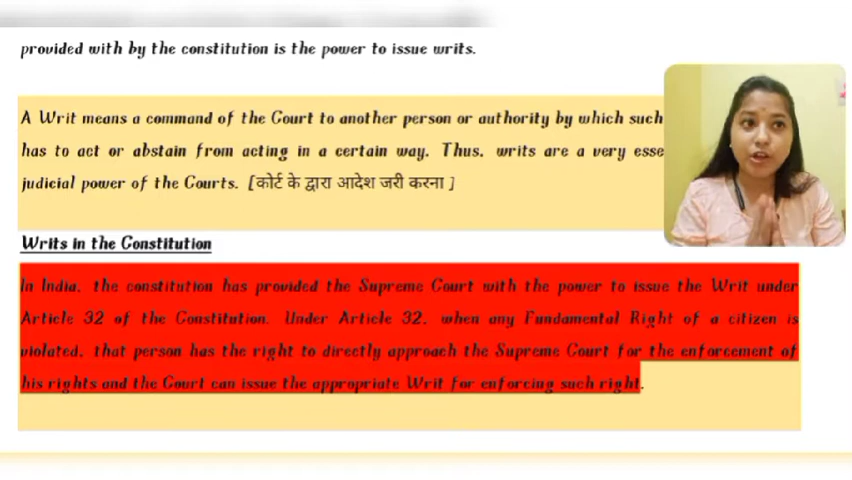 provided with by the constitution is the power to issue writs.
A Writ means a command of the Court to another person or authority by which such
has to act or abstain from acting in a certain way. Thus, writs are a very esse
judicial power of the Courts. [कोर्ट के द्वारा आदेश जरी करना ]
Writs in the Constitution
In India, the constitution has provided the Supreme Court with the power to issue the Writ under
Article 32 of the Constitution. Under Article 32, when any Fundamental Right of a citizen is
violated, that person has the right to directly approach the Supreme Court for the enforcement of
his rights and the Court can issue the appropriate Writ for enforcing such right.